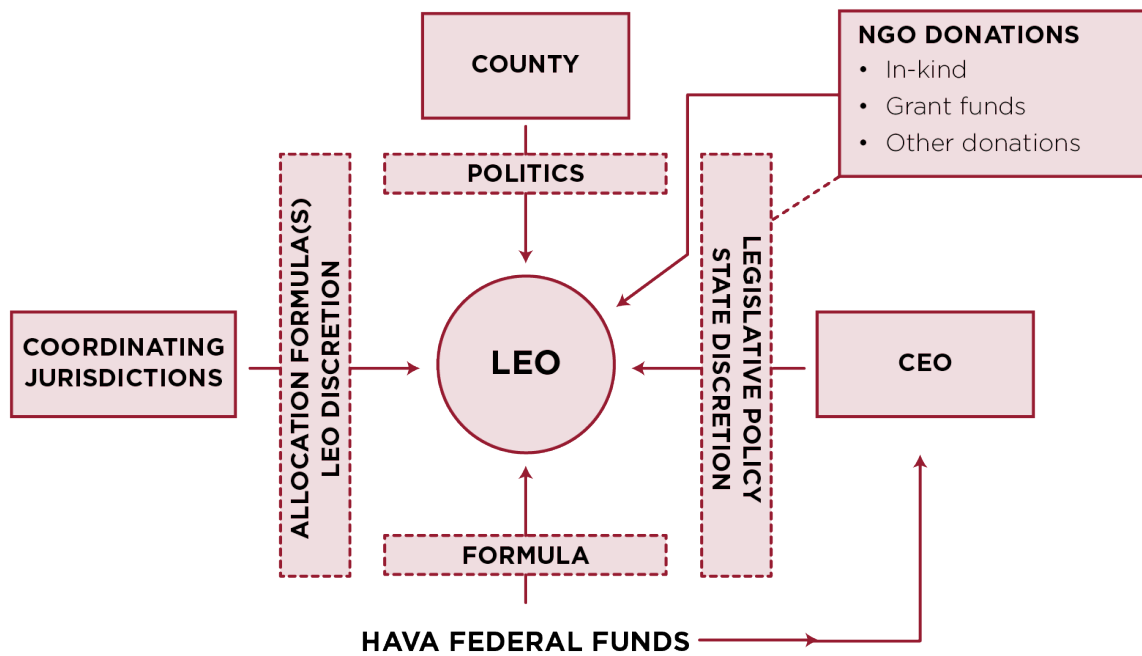 COUNTY
NGO DONATIONS
• In-kind
• Grant funds
• Other donations
POLITICS
ALLOCATION FORMULA(S)
LEO DISCRETION
LEGISLATIVE POLICY
STATE DISCRETION
COORDINATING
JURISDICTIONS
LEO
CEO
FORMULA
HAVA FEDERAL FUNDS